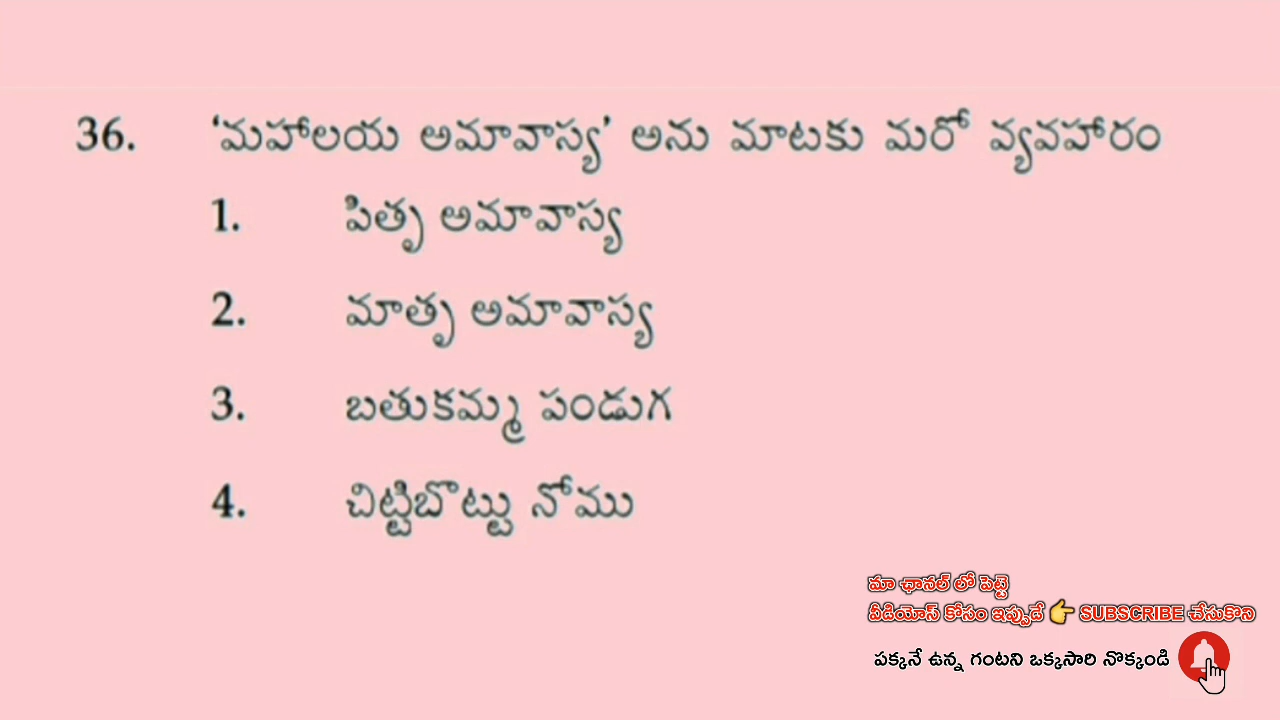 36. ‘మహాలయ అమావాస్య’ అను మాటకు మరో వ్యవహారం
1. పితృ అమావాస్య
2. మాతృ అమావాస్య
3. బతుకమ్మ పండుగ
4. చిట్టిబొట్టు నోము
మా ఛానల్ లో పెట్టె
వీడియోస్ కోసం ఇప్పుడే 👉 SUBSCRIBE చేసుకొని
పక్కనే ఉన్న గంటని ఒక్కసారి నొక్కండి